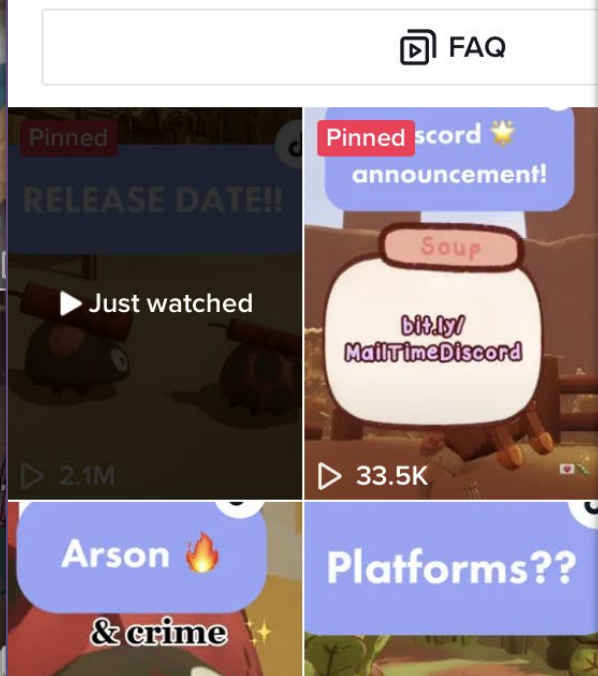 FAQ
Pinned
RELEASE DATE!!
Just watched
2.1M
Pinned
scord 🌟
announcement!
Soup
bit.ly/
MailTimeDiscord
33.5K
Arson 🔥
& crime
Platforms??